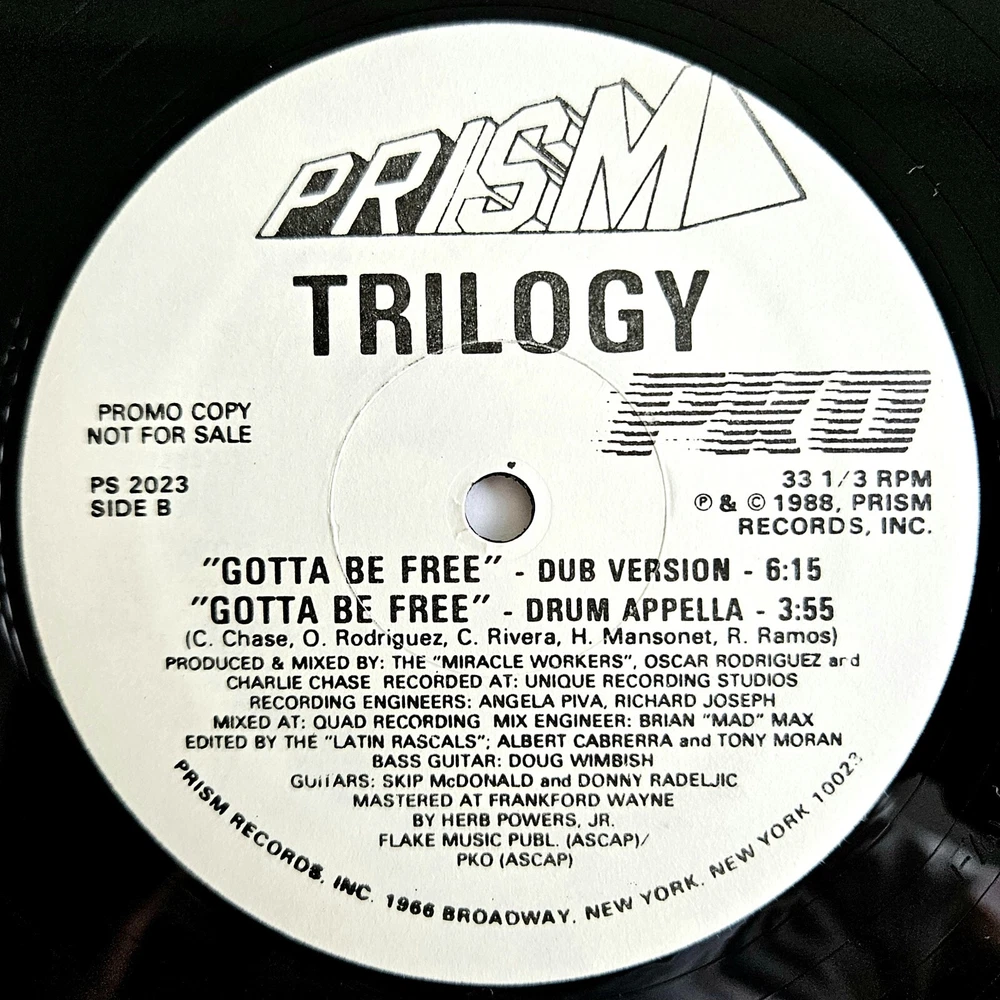 PRISM
TRILOGY
PKO
PROMO COPY
NOT FOR SALE
PS 2023
SIDE B
33 1/3 RPM
℗ & © 1988, PRISM
RECORDS, INC.
"GOTTA BE FREE" - DUB VERSION - 6:15
"GOTTA BE FREE" - DRUM APPELLA - 3:55
(C. Chase, O. Rodriguez, C. Rivera, H. Mansonet, R. Ramos)
PRODUCED & MIXED BY: THE "MIRACLE WORKERS", OSCAR RODRIGUEZ and
CHARLIE CHASE RECORDED AT: UNIQUE RECORDING STUDIOS
RECORDING ENGINEERS: ANGELA PIVA, RICHARD JOSEPH
MIXED AT: QUAD RECORDING MIX ENGINEER: BRIAN "MAD" MAX
EDITED BY THE "LATIN RASCALS"; ALBERT CABRERRA and TONY MORAN
BASS GUITAR: DOUG WIMBISH
GUITARS: SKIP McDONALD and DONNY RADELJIC
MASTERED AT FRANKFORD WAYNE
BY HERB POWERS, JR.
FLAKE MUSIC PUBL. (ASCAP)/
PKO (ASCAP)
PRISM RECORDS, INC. 1966 BROADWAY, NEW YORK, NEW YORK 10023